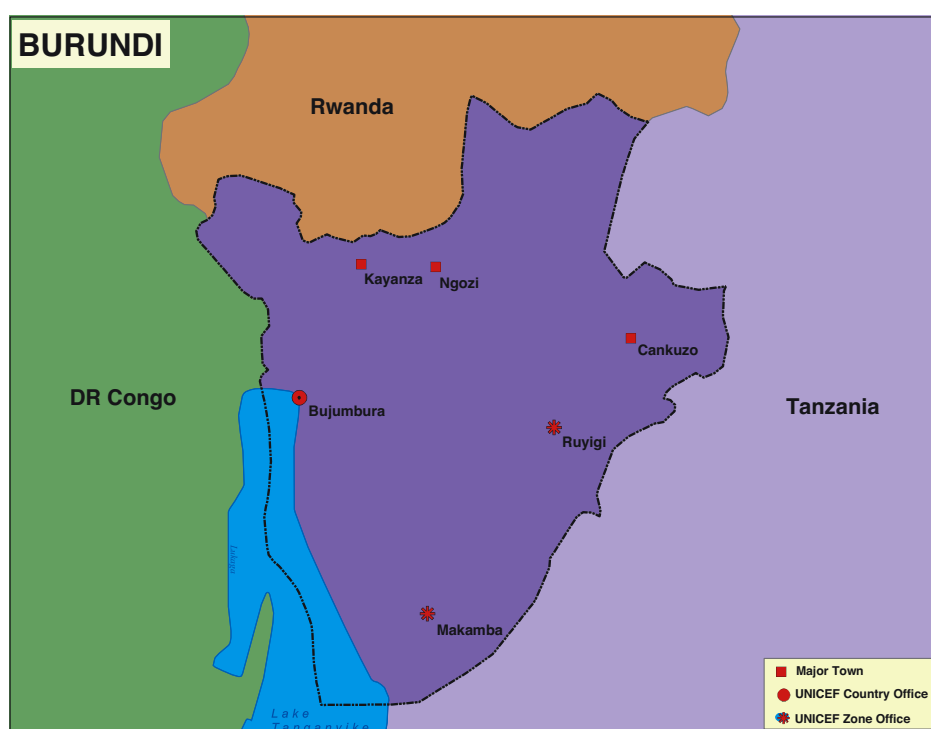 BURUNDI
Rwanda
Kayanza
Ngozi
Cankuzo
DR Congo
Bujumbura
Tanzania
Ruyigi
Makamba
Lake
Tanganyike
Major Town
UNICEF Country Office
UNICEF Zone Office